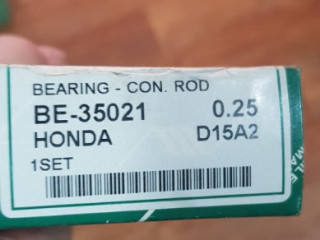 BEARING - CON. ROD
BE-35021 0.25
HONDA D15A2
1SET